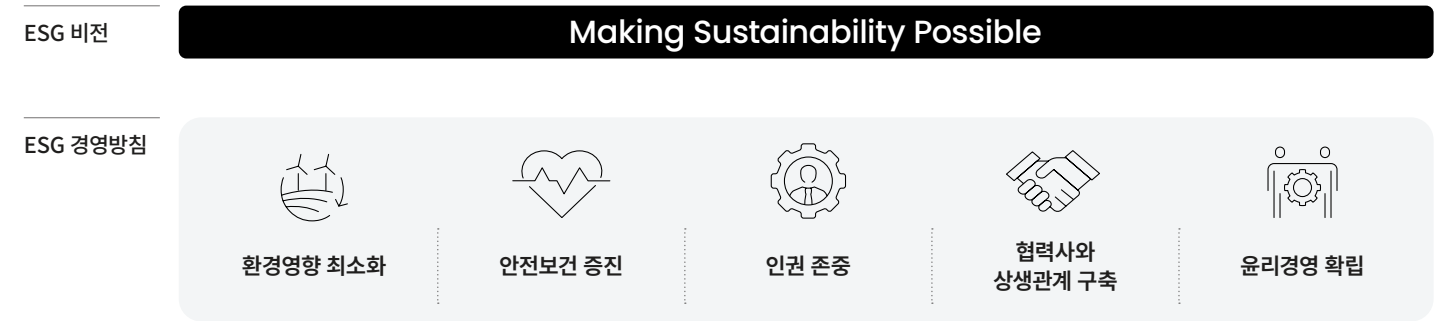 ESG 비전
Making Sustainability Possible
ESG 경영방침
환경영향 최소화
안전보건 증진
인권 존중
협력사와
상생관계 구축
윤리경영 확립